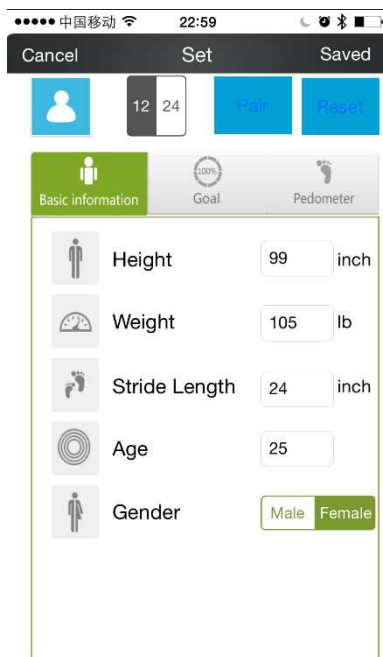 中国移动 22:59
Cancel Set Saved
12 24 Pair Reset
100%
Basic information Goal Pedometer
Height 99 inch
Weight 105 lb
Stride Length 24 inch
Age 25
Gender Male Female